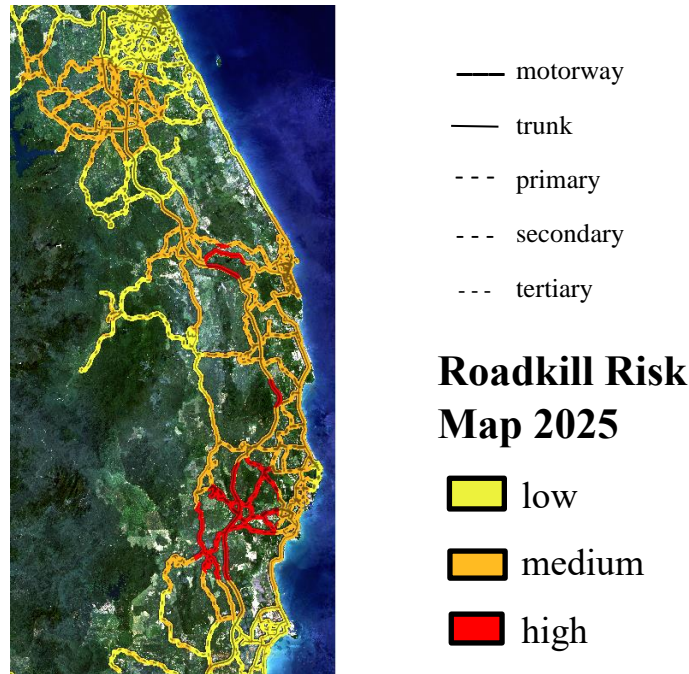 motorway
trunk
primary
secondary
tertiary
Roadkill Risk
Map 2025
low
medium
high